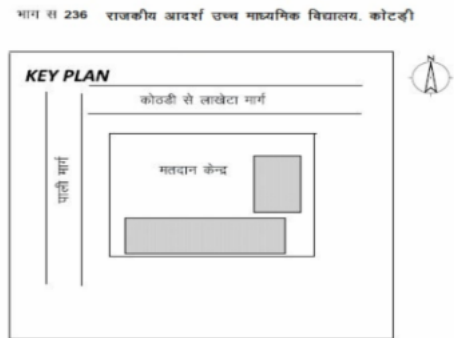 भाग स 236 राजकीय आदर्श उच्च माध्यमिक विद्यालय. कोटड़ी
N
KEY PLAN
कोठडी से लाखेटा मार्ग
मतदान केन्द्र
पाली मार्ग